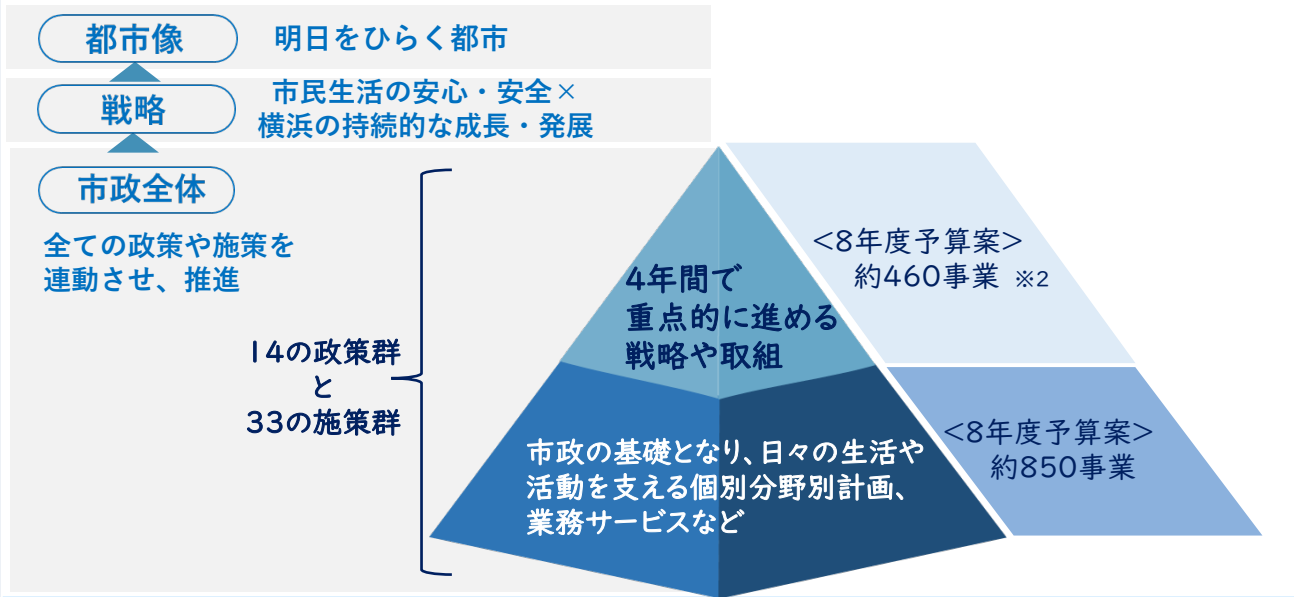 都市像
明日をひらく都市
戦略
市民生活の安心・安全×
横浜の持続的な成長・発展
市政全体
全ての政策や施策を
連動させ、推進
14の政策群
と
33の施策群
4年間で
重点的に進める
戦略や取組
<8年度予算案>
約460事業 ※2
市政の基礎となり、日々の生活や
活動を支える個別分野別計画、
業務サービスなど
<8年度予算案>
約850事業